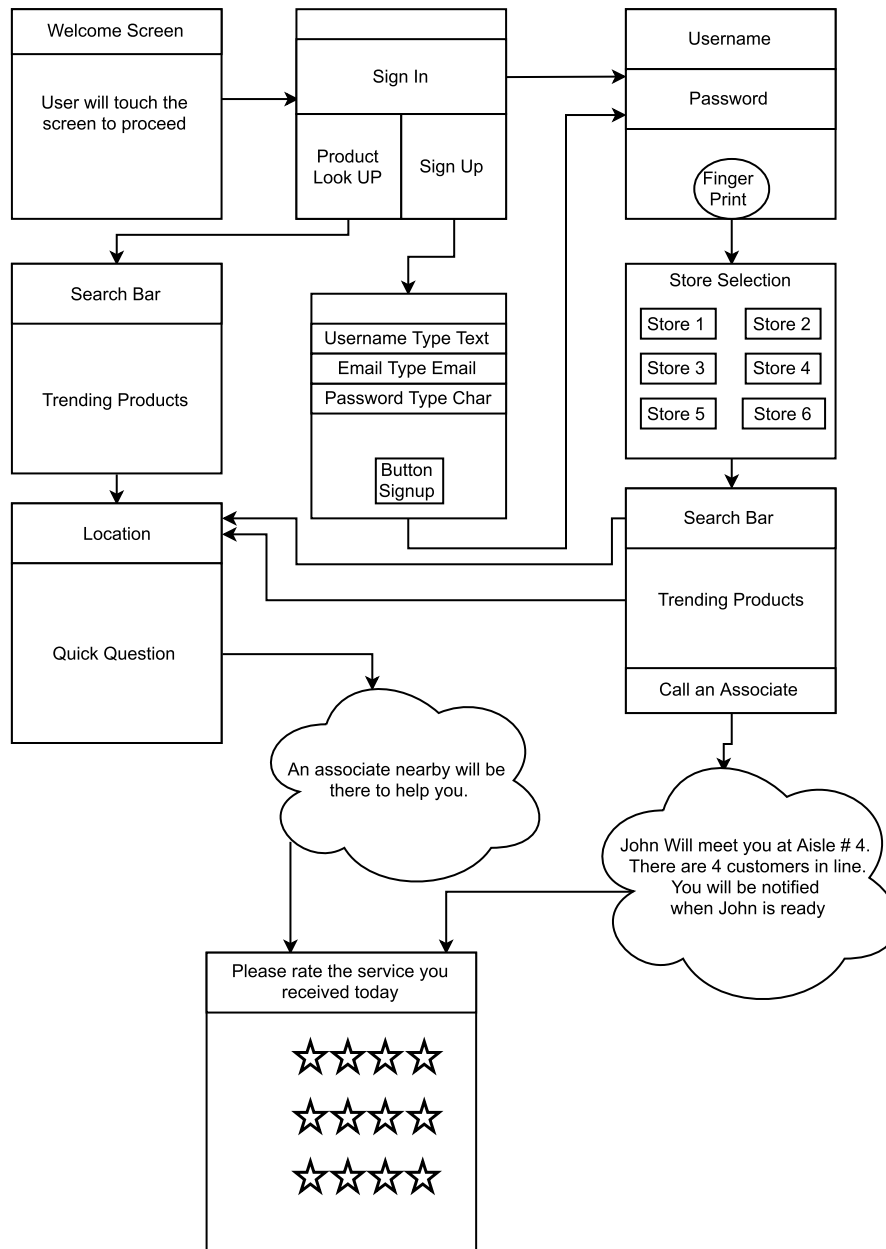 Welcome Screen
User will touch the
screen to proceed
Sign In
Product
Look UP
Sign Up
Username
Password
Finger
Print
Search Bar
Trending Products
Username Type Text
Email Type Email
Password Type Char
Button
Signup
Store Selection
Store 1
Store 2
Store 3
Store 4
Store 5
Store 6
Location
Quick Question
Search Bar
Trending Products
Call an Associate
An associate nearby will be
there to help you.
John Will meet you at Aisle # 4.
There are 4 customers in line.
You will be notified
when John is ready
Please rate the service you
received today